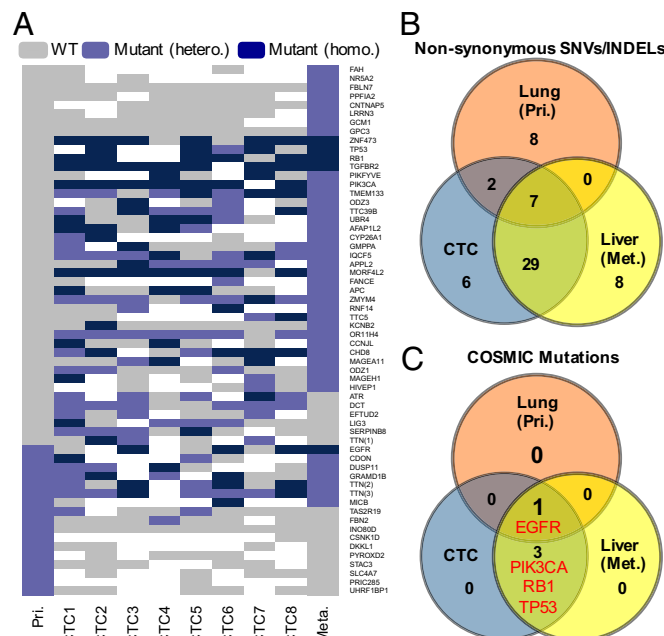 A
WT Mutant (hetero.) Mutant (homo.)
FAH
NR5A2
FBLN7
PPFIA2
CNTNAP5
LRRN3
GCM1
GPC3
ZNF473
TP53
RB1
TGFBR2
PIKFYVE
PIK3CA
TMEM133
ODZ3
TTC39B
UBR4
AFAP1L2
CYP26A1
GMPPA
IQCF5
APPL2
MORF4L2
FANCE
APC
ZMYM4
RNF14
TTC5
KCNB2
OR11H4
CCNJL
CHD8
MAGEA11
ODZ1
MAGEH1
HIVEP1
ATR
DCT
EFTUD2
LIG3
SERPINB8
TTN(1)
EGFR
CDON
DUSP11
GRAMD1B
TTN(2)
TTN(3)
MICB
TAS2R19
FBN2
INO80D
CSNK1D
DKKL1
PYROXD2
STAC3
SLC4A7
PRIC285
UHRF1BP1
Pri. TC1 TC2 TC3 TC4 TC5 TC6 TC7 TC8 Meta.
B
Non-synonymous SNVs/INDELs
Lung
(Pri.)
8
2 7 0
CTC
6
29
Liver
(Met.)
8
C
COSMIC Mutations
Lung
(Pri.)
0
0 1 0
EGFR
CTC
0
3
PIK3CA
RB1
TP53
Liver
(Met.)
0